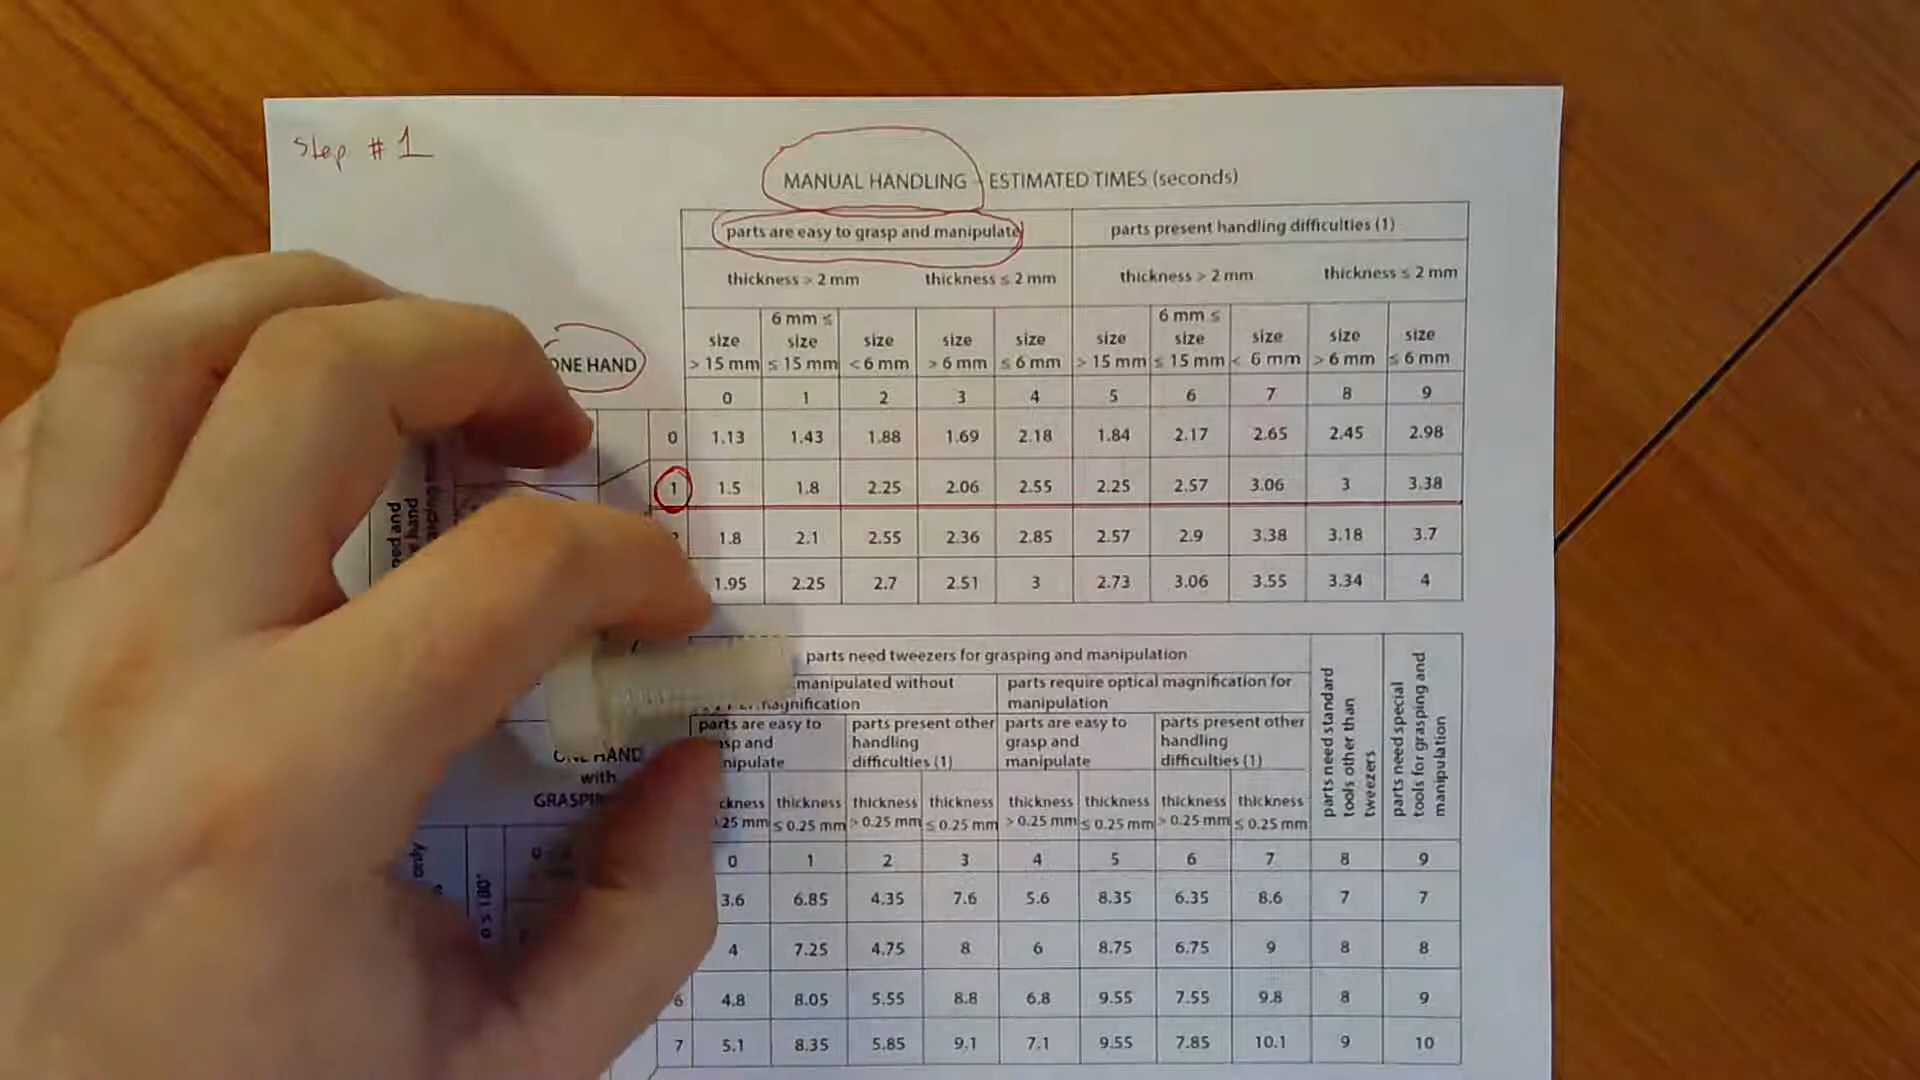 Step # 1
MANUAL HANDLING - ESTIMATED TIMES (seconds)
parts are easy to grasp and manipulate parts present handling difficulties (1)
thickness > 2 mm thickness ≤ 2 mm thickness > 2 mm thickness ≤ 2 mm
6 mm ≤ 6 mm ≤
size size size size size size size size size size
> 15 mm ≤ 15 mm < 6 mm > 6 mm ≤ 6 mm > 15 mm ≤ 15 mm < 6 mm > 6 mm ≤ 6 mm
ONE HAND
0 1 2 3 4 5 6 7 8 9
0 1.13 1.43 1.88 1.69 2.18 1.84 2.17 2.65 2.45 2.98
1 1.5 1.8 2.25 2.06 2.55 2.25 2.57 3.06 3 3.38
1.8 2.1 2.55 2.36 2.85 2.57 2.9 3.38 3.18 3.7
1.95 2.25 2.7 2.51 3 2.73 3.06 3.55 3.34 4
hand
parts need tweezers for grasping and manipulation
manipulated without parts require optical magnification for
magnification manipulation
parts are easy to parts present other parts are easy to parts present other
and handling grasp and handling
difficulties (1) manipulate difficulties (1)
parts need standard tools other than tweezers
parts need special tools for grasping and manipulation
HAND
with
thickness thickness thickness thickness thickness thickness thickness
≤ 0.25 mm > 0.25 mm ≤ 0.25 mm > 0.25 mm ≤ 0.25 mm > 0.25 mm ≤ 0.25 mm
only
≤ 180°
0 1 2 3 4 5 6 7 8 9
3.6 6.85 4.35 7.6 5.6 8.35 6.35 8.6 7 7
4 7.25 4.75 8 6 8.75 6.75 9 8 8
6 4.8 8.05 5.55 8.8 6.8 9.55 7.55 9.8 8 9
7 5.1 8.35 5.85 9.1 7.1 9.55 7.85 10.1 9 10